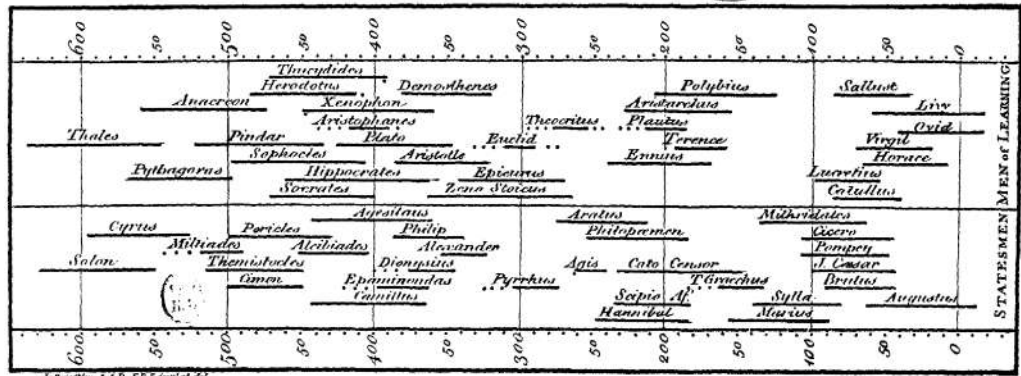 600 50 500 50 400 50 300 50 200 50 100 50 0
Thucydides
Herodotus Demosthenes Polybius Sallust
Anacreon Xenophon Aristarchus Livy
Aristophanes Theocritus Plautus Ovid
Thales Pindar Plato Euclid Terence Virgil
Sophocles Aristotle Ennius Horace
Pythagoras Hippocrates Epicurus Lucretius
Socrates Zeno Stoicus Catullus
MEN of LEARNING
Agesilaus Aratus Mithridates
Cyrus Pericles Philip Philopœmen Cicero
Miltiades Alcibiades Alexander Pompey
Solon Themistocles Dionysius Agis Cato Censor J. Cæsar
Cimon Epaminondas Pyrrhus T Gracchus Brutus
Camillus Scipio Af. Sylla Augustus
Hannibal Marius
STATESMEN
600 50 500 50 400 50 300 50 200 50 100 50 0